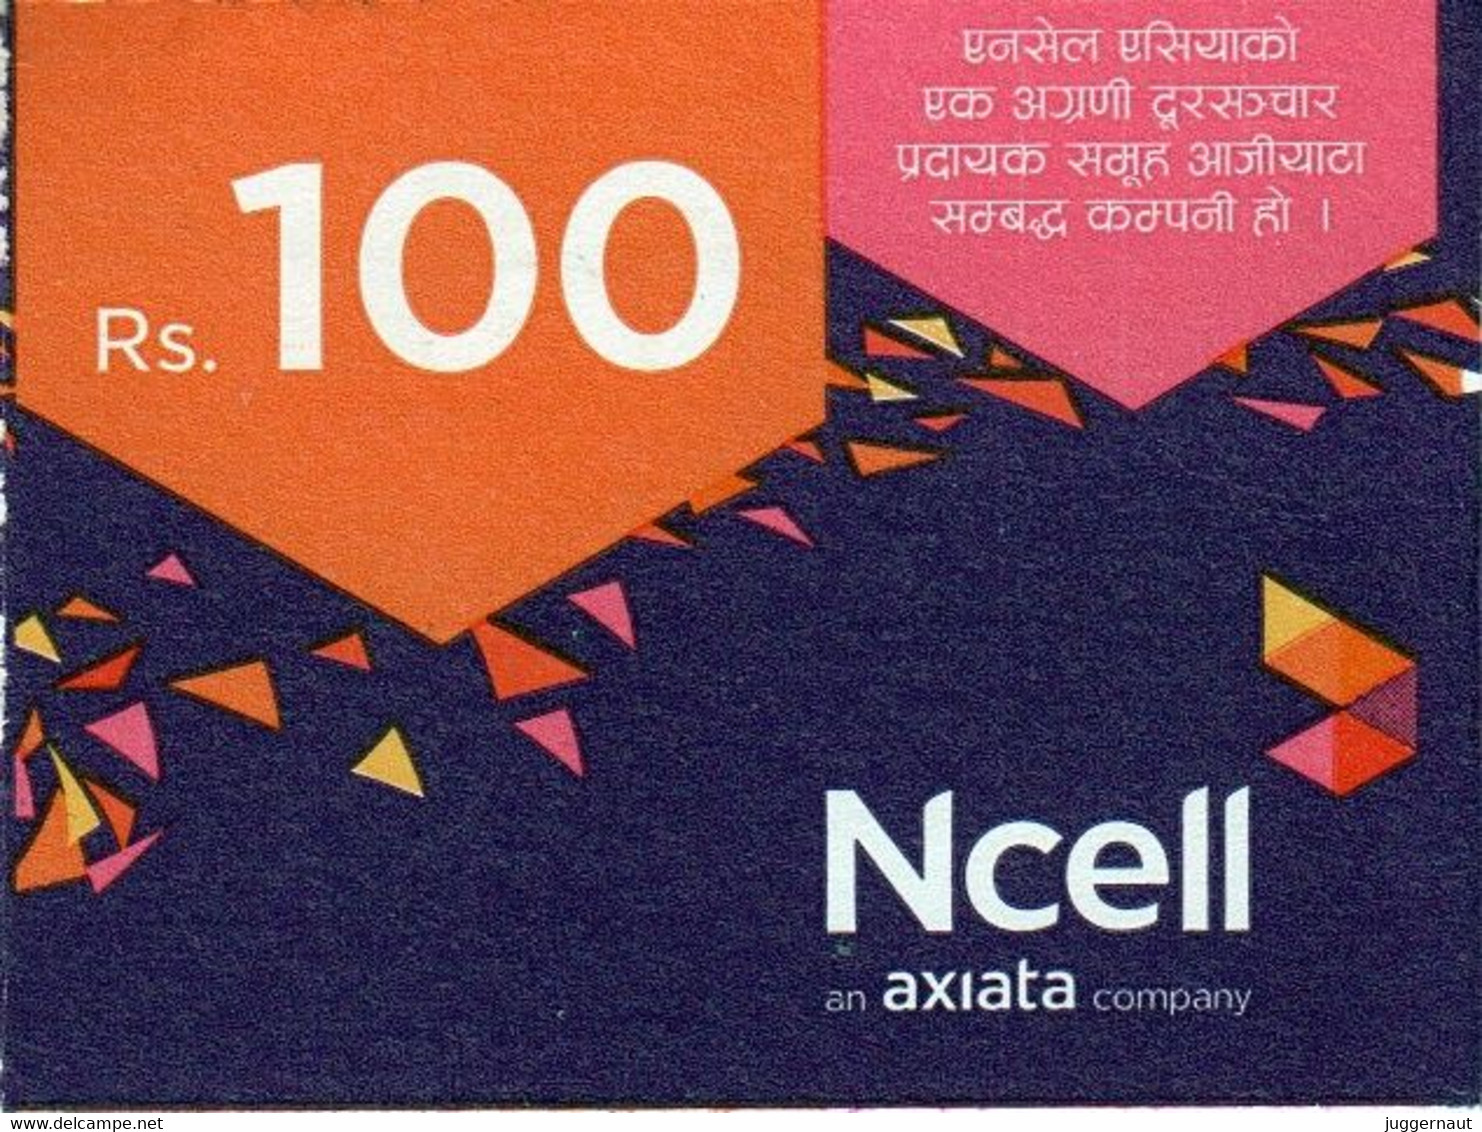 Rs. 100
एनसेल एसियाको
एक अग्रणी दूरसञ्चार
प्रदायक समूह आजीयाटा
सम्बद्ध कम्पनी हो ।
Ncell
an axiata company
www.delcampe.net
juggernaut